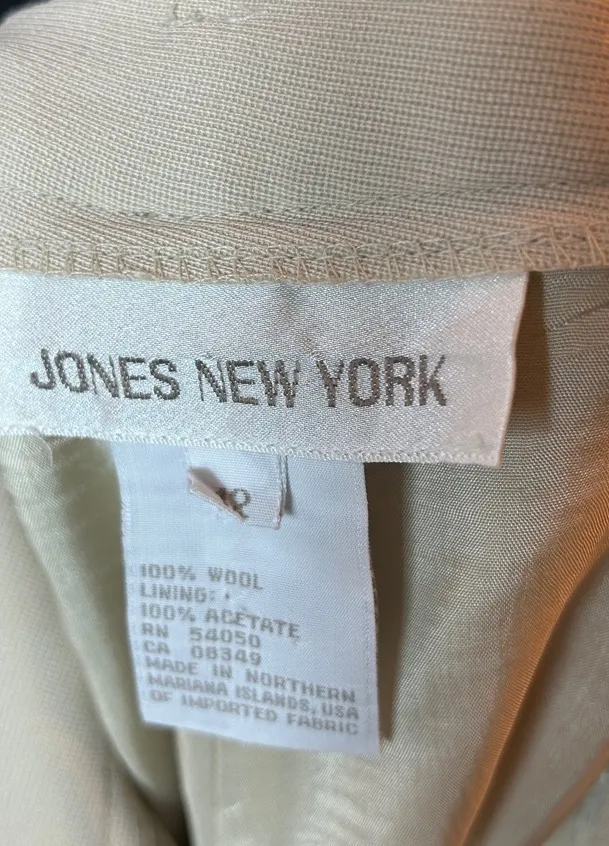 JONES NEW YORK
100% WOOL
LINING:
100% ACETATE
RN 54050
CA 08349
MADE IN NORTHERN
MARIANA ISLANDS, USA
OF IMPORTED FABRIC